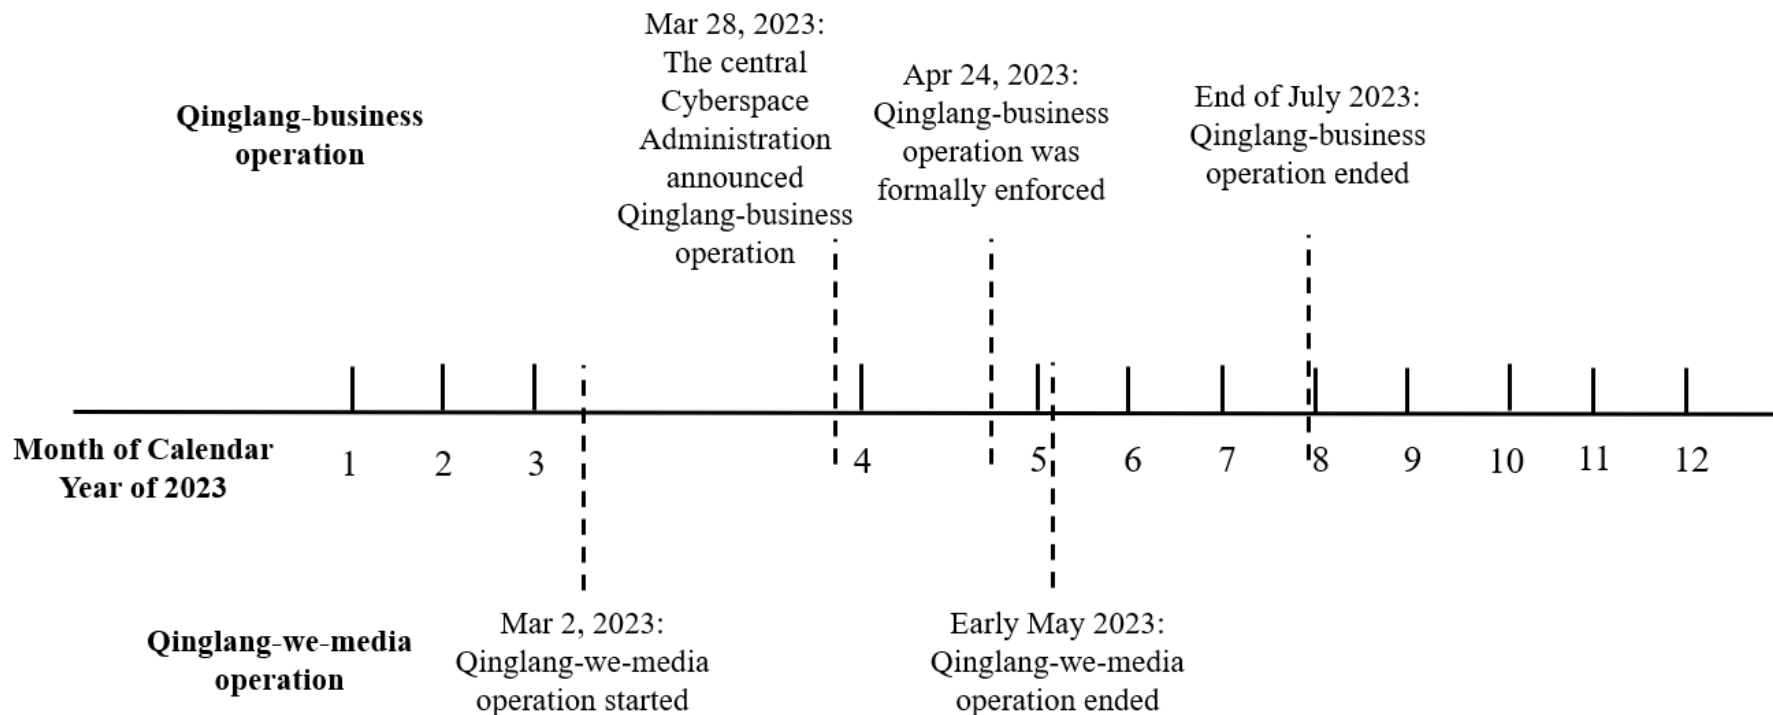 Qinglang-business
operation
Mar 28, 2023:
The central
Cyberspace
Administration
announced
Qinglang-business
operation
Apr 24, 2023:
Qinglang-business
operation was
formally enforced
End of July 2023:
Qinglang-business
operation ended
Month of Calendar
Year of 2023
1 2 3 4 5 6 7 8 9 10 11 12
Qinglang-we-media
operation
Mar 2, 2023:
Qinglang-we-media
operation started
Early May 2023:
Qinglang-we-media
operation ended